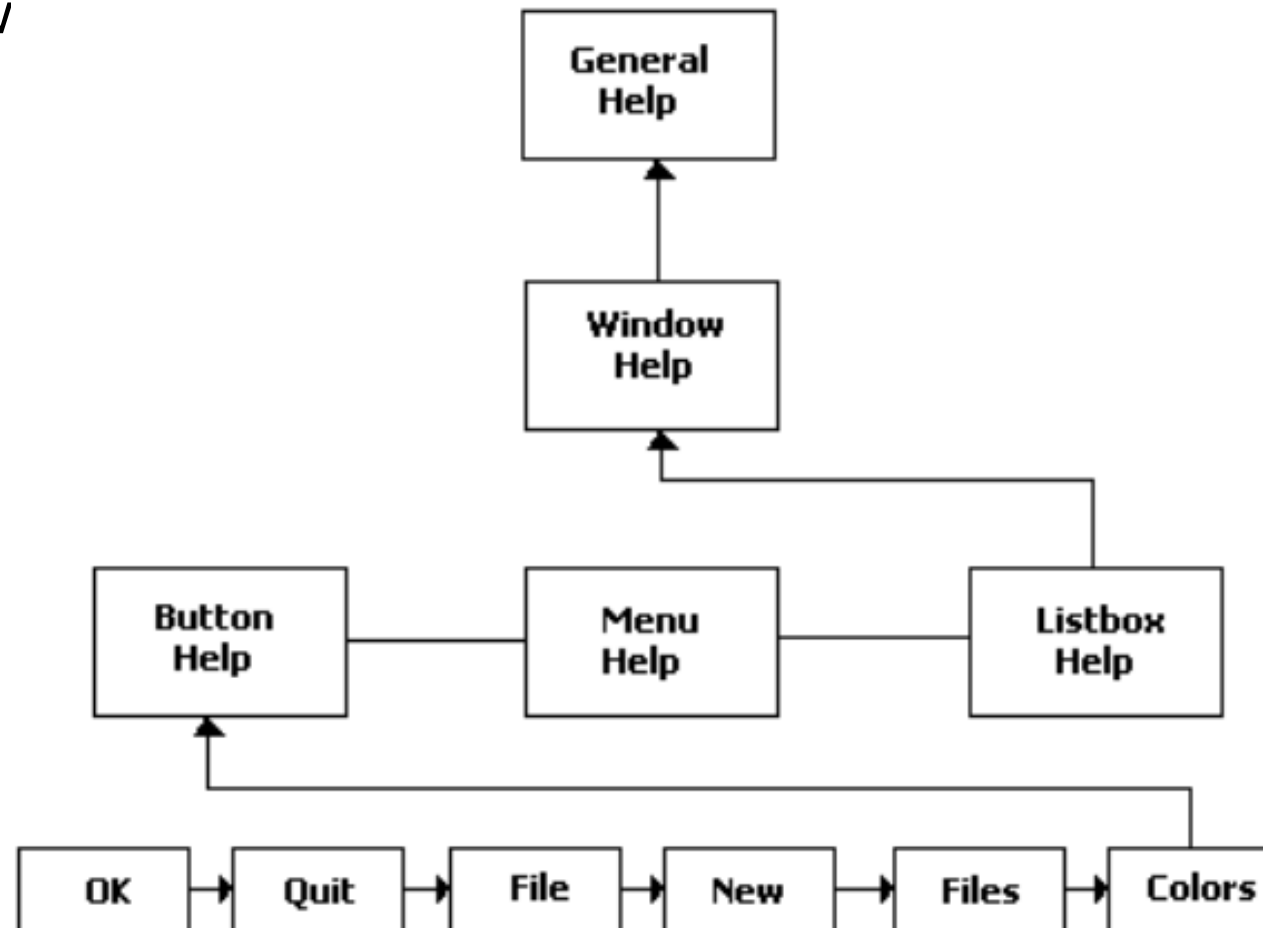 General
Help
Window
Help
Button
Help
Menu
Help
Listbox
Help
OK
Quit
File
New
Files
Colors